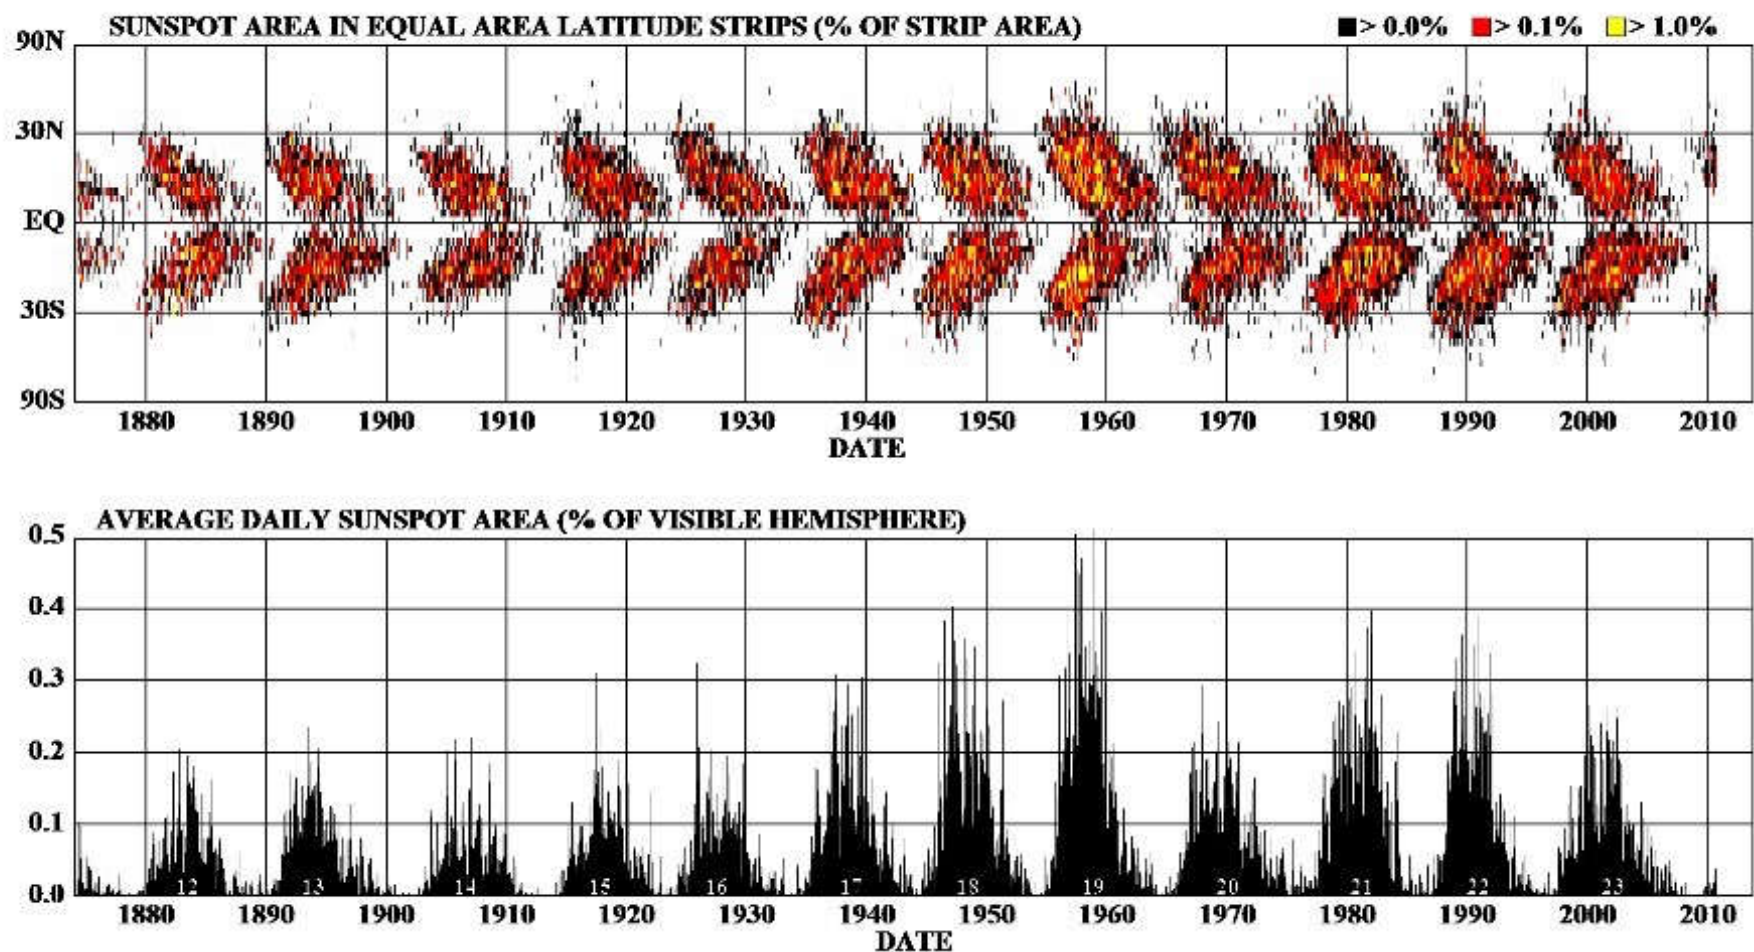 SUNSPOT AREA IN EQUAL AREA LATITUDE STRIPS (% OF STRIP AREA) > 0.0% > 0.1% > 1.0%
90N
30N
EQ
30S
90S
1880 1890 1900 1910 1920 1930 1940 1950 1960 1970 1980 1990 2000 2010
DATE
AVERAGE DAILY SUNSPOT AREA (% OF VISIBLE HEMISPHERE)
0.5
0.4
0.3
0.2
0.1
0.0
12 13 14 15 16 17 18 19 20 21 22 23
1880 1890 1900 1910 1920 1930 1940 1950 1960 1970 1980 1990 2000 2010
DATE